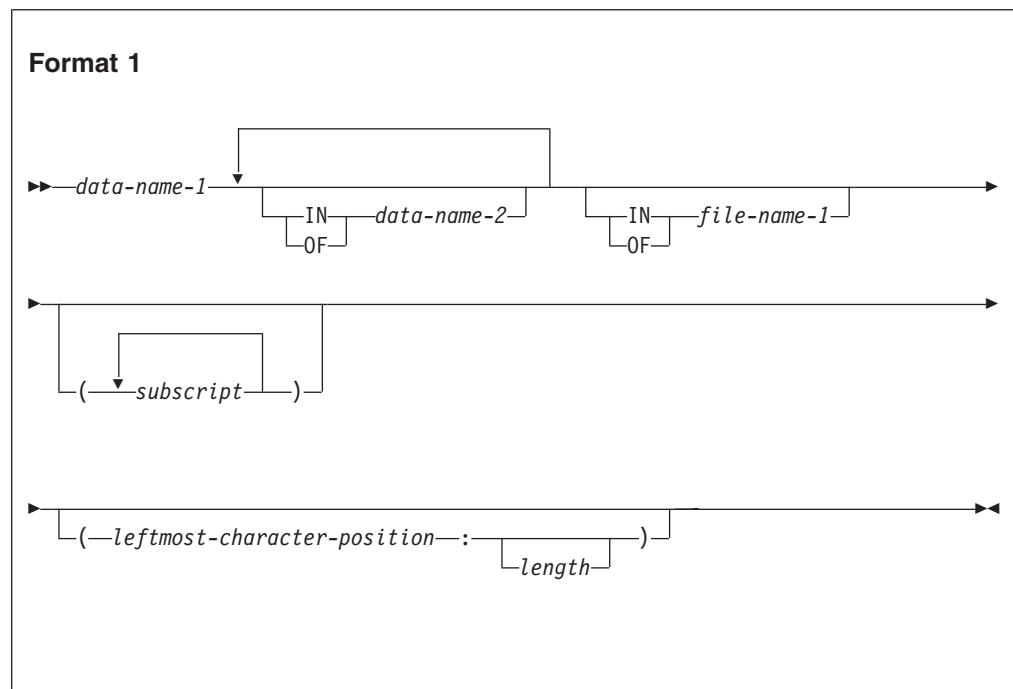 Format 1
data-name-1 IN data-name-2 IN file-name-1
OF OF
( subscript )
( leftmost-character-position : )
length